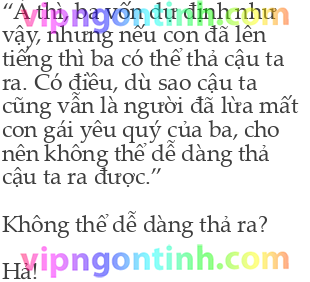 vipngontinh.com
“À thì, ba vốn dự định như
vậy, nhưng nếu con đã lên
tiếng thì ba có thể thả cậu ta
ra. Có điều, dù sao cậu ta
cũng vẫn là người đã lừa mất
con gái yêu quý của ba, cho
nên không thể dễ dàng thả
cậu ta ra được.”
Không thể dễ dàng thả ra?
vipngontinh.com
Hả!